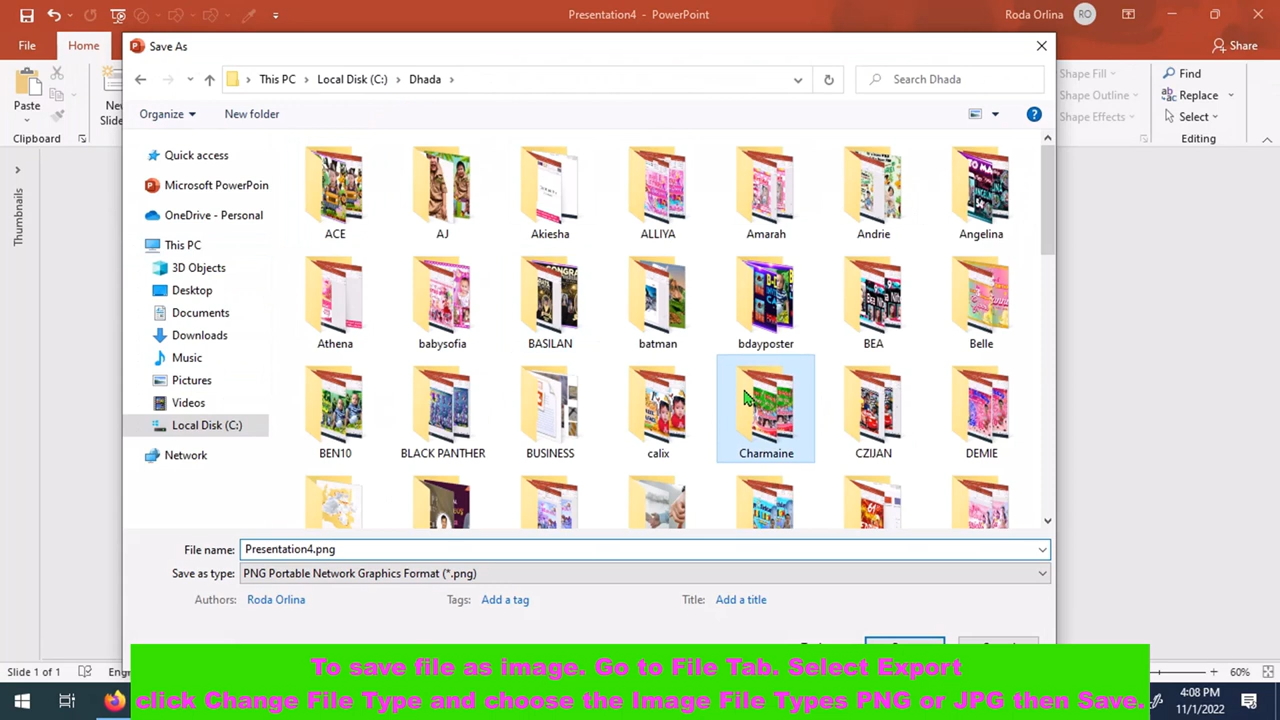 Presentation4 - PowerPoint
Roda Orlina
RO
File
Home
Share
Save As
This PC
Local Disk (C:)
Dhada
Search Dhada
Organize
New folder
Paste
New
Slide
Clipboard
Shape Fill
Shape Outline
Shape Effects
Find
Replace
Select
Editing
Thumbnails
Quick access
Microsoft PowerPoin
OneDrive - Personal
This PC
3D Objects
Desktop
Documents
Downloads
Music
Pictures
Videos
Local Disk (C:)
Network
ACE
AJ
Akiesha
ALLIYA
Amarah
Andrie
Angelina
Athena
babysofia
BASILAN
batman
bdayposter
BEA
Belle
BEN10
BLACK PANTHER
BUSINESS
calix
Charmaine
CZIJAN
DEMIE
File name:
Presentation4.png
Save as type:
PNG Portable Network Graphics Format (*.png)
Authors:
Roda Orlina
Tags:
Add a tag
Title:
Add a title
Slide 1 of 1
60%
To save file as image. Go to File Tab. Select Export
click Change File Type and choose the Image File Types PNG or JPG then Save.
4:08 PM
11/1/2022